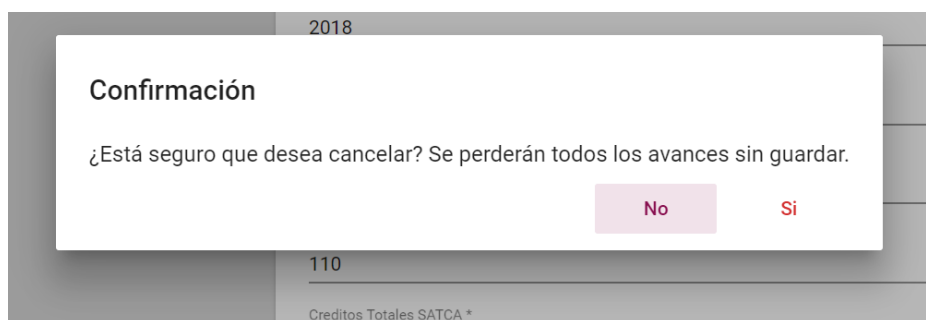 2018
Confirmación
¿Está seguro que desea cancelar? Se perderán todos los avances sin guardar.
No Si
110
Creditos Totales SATCA *